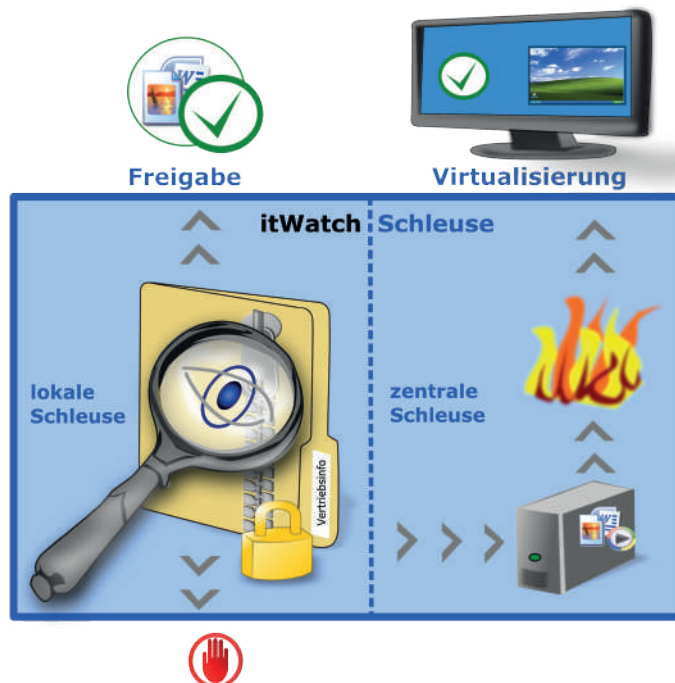 Freigabe
Virtualisierung
itWatch Schleuse
lokale
Schleuse
zentrale
Schleuse
Vertriebsinfo
W
W